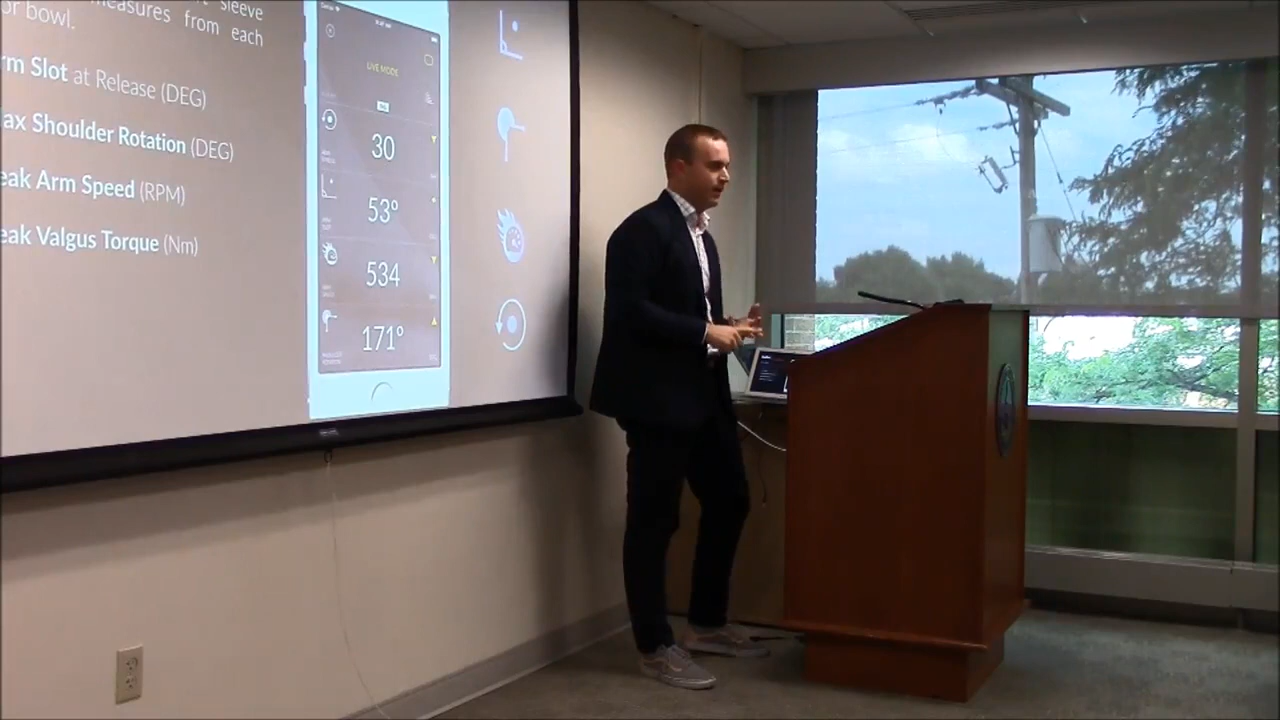 sleeve
or bowl.
measures from each
rm Slot at Release (DEG)
ax Shoulder Rotation (DEG)
eak Arm Speed (RPM)
eak Valgus Torque (Nm)
LIVE MODE
30
53°
534
171°